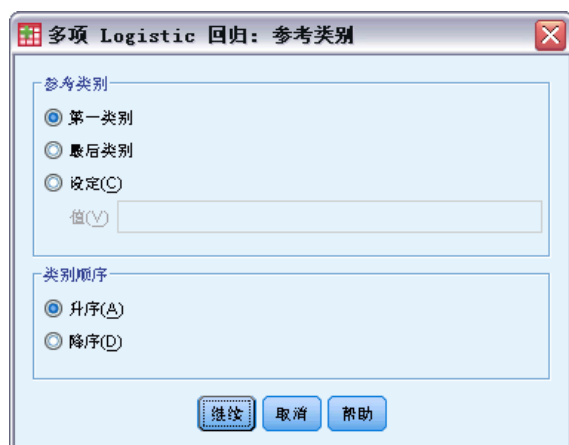 多项 Logistic 回归: 参考类别
参考类别
第一类别
最后类别
设定(C)
值(V)
类别顺序
升序(A)
降序(D)
继续 取消 帮助